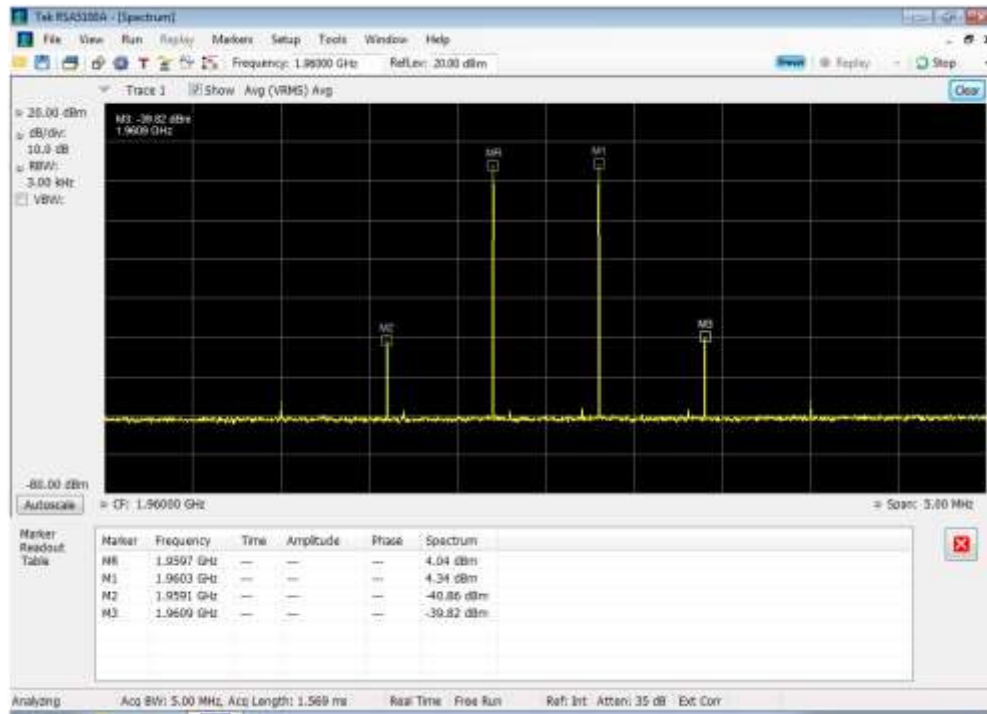 Tek RSA5100A - [Spectrum]
File View Run Replay Markers Setup Tools Window Help
Frequency: 1.96000 GHz RefLev: 20.00 dBm Preset Replay Stop
Trace 1 Show Avg (VRMS) Avg Clear
20.00 dBm
dB/div:
10.0 dB
RBW:
3.00 kHz
VBW:
M3: -39.82 dBm
1.9609 GHz
MR
M1
M2
M3
-80.00 dBm
Autoscale CF: 1.96000 GHz Span: 5.00 MHz
Marker
Readout
Table
Marker Frequency Time Amplitude Phase Spectrum
MR 1.9597 GHz --- --- --- 4.04 dBm
M1 1.9603 GHz --- --- --- 4.34 dBm
M2 1.9591 GHz --- --- --- -40.86 dBm
M3 1.9609 GHz --- --- --- -39.82 dBm
Analyzing Acq BW: 5.00 MHz, Acq Length: 1.569 ms Real Time Free Run Ref: Int Atten: 35 dB Ext Corr